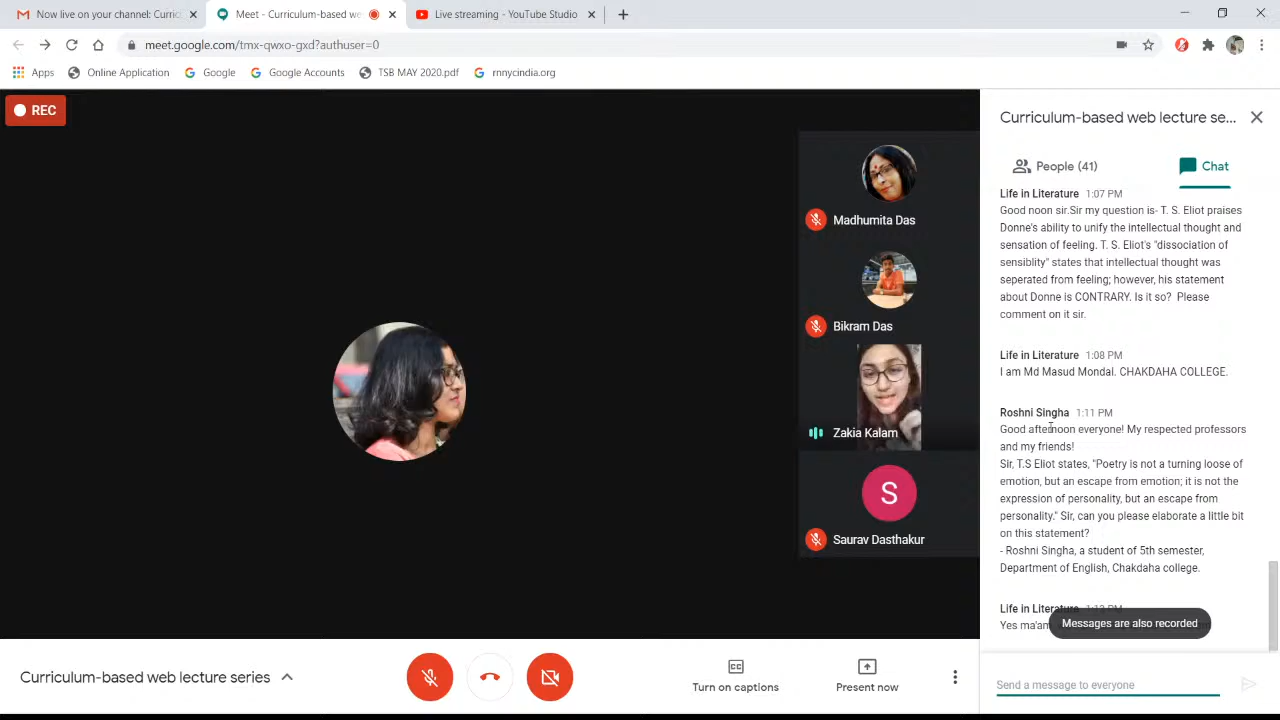 Now live on your channel: Curric
Meet - Curriculum-based we
Live streaming - YouTube Studio
meet.google.com/tmx-qwxo-gxd?authuser=0
Apps
Online Application
Google
Google Accounts
TSB MAY 2020.pdf
rnnycindia.org
REC
Madhumita Das
Bikram Das
Zakia Kalam
S
Saurav Dasthakur
Curriculum-based web lecture se...
People (41)
Chat
Life in Literature 1:07 PM
Good noon sir.Sir my question is- T. S. Eliot praises
Donne's ability to unify the intellectual thought and
sensation of feeling. T. S. Eliot's "dissociation of
sensiblity" states that intellectual thought was
seperated from feeling; however, his statement
about Donne is CONTRARY. Is it so? Please
comment on it sir.
Life in Literature 1:08 PM
I am Md Masud Mondal. CHAKDAHA COLLEGE.
Roshni Singha 1:11 PM
Good afternoon everyone! My respected professors
and my friends!
Sir, T.S Eliot states, "Poetry is not a turning loose of
emotion, but an escape from emotion; it is not the
expression of personality, but an escape from
personality." Sir, can you please elaborate a little bit
on this statement?
- Roshni Singha, a student of 5th semester,
Department of English, Chakdaha college.
Life in Literature
Yes ma'am
Messages are also recorded
Send a message to everyone
Curriculum-based web lecture series
CC
Turn on captions
Present now